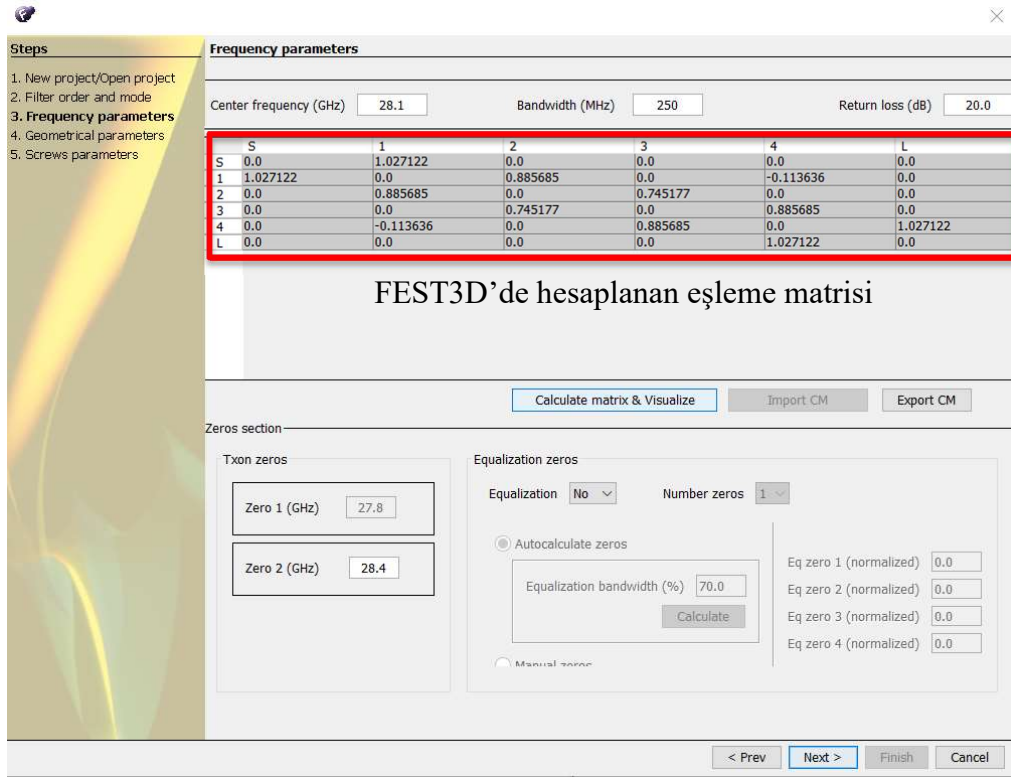 Steps
1. New project/Open project
2. Filter order and mode
3. Frequency parameters
4. Geometrical parameters
5. Screws parameters
Frequency parameters
Center frequency (GHz) 28.1 Bandwidth (MHz) 250 Return loss (dB) 20.0
S 1 2 3 4 L
S 0.0 1.027122 0.0 0.0 0.0 0.0
1 1.027122 0.0 0.885685 0.0 -0.113636 0.0
2 0.0 0.885685 0.0 0.745177 0.0 0.0
3 0.0 0.0 0.745177 0.0 0.885685 0.0
4 0.0 -0.113636 0.0 0.885685 0.0 1.027122
L 0.0 0.0 0.0 0.0 1.027122 0.0
FEST3D’de hesaplanan eşleme matrisi
Calculate matrix & Visualize Import CM Export CM
Zeros section
Txon zeros
Zero 1 (GHz) 27.8
Zero 2 (GHz) 28.4
Equalization zeros
Equalization No Number zeros 1
Autocalculate zeros
Equalization bandwidth (%) 70.0
Calculate
Manual zeros
Eq zero 1 (normalized) 0.0
Eq zero 2 (normalized) 0.0
Eq zero 3 (normalized) 0.0
Eq zero 4 (normalized) 0.0
< Prev Next > Finish Cancel